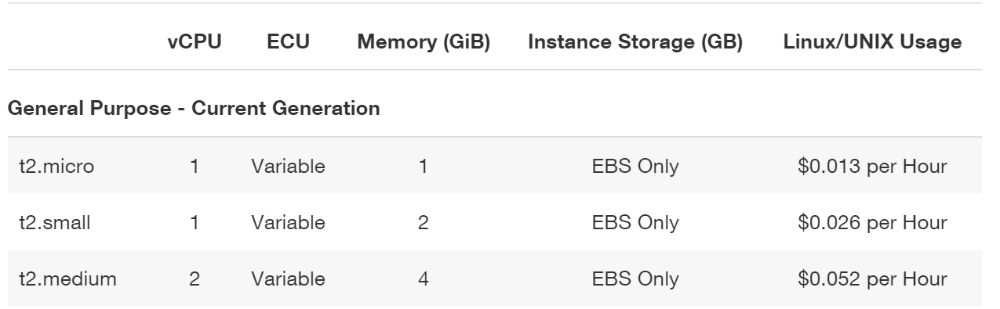 vCPU ECU Memory (GiB) Instance Storage (GB) Linux/UNIX Usage
General Purpose - Current Generation
t2.micro 1 Variable 1 EBS Only $0.013 per Hour
t2.small 1 Variable 2 EBS Only $0.026 per Hour
t2.medium 2 Variable 4 EBS Only $0.052 per Hour